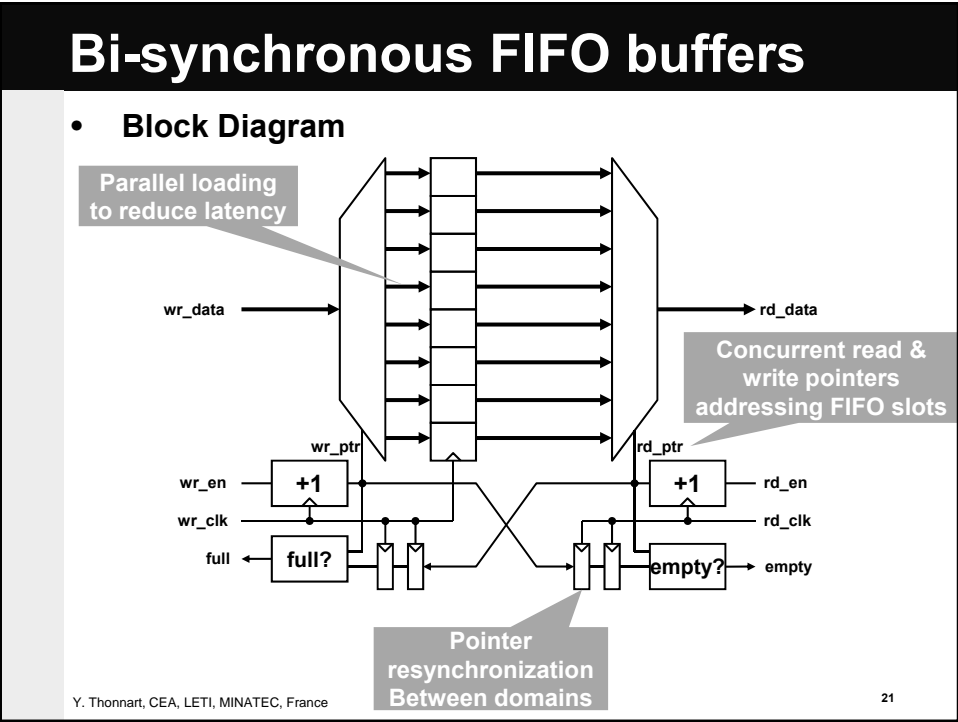 Bi-synchronous FIFO buffers
• Block Diagram
Parallel loading
to reduce latency
wr_data
rd_data
Concurrent read &
write pointers
addressing FIFO slots
wr_ptr
rd_ptr
wr_en
+1
+1
rd_en
wr_clk
rd_clk
full
full?
empty?
empty
Pointer
resynchronization
Between domains
Y. Thonnart, CEA, LETI, MINATEC, France
21